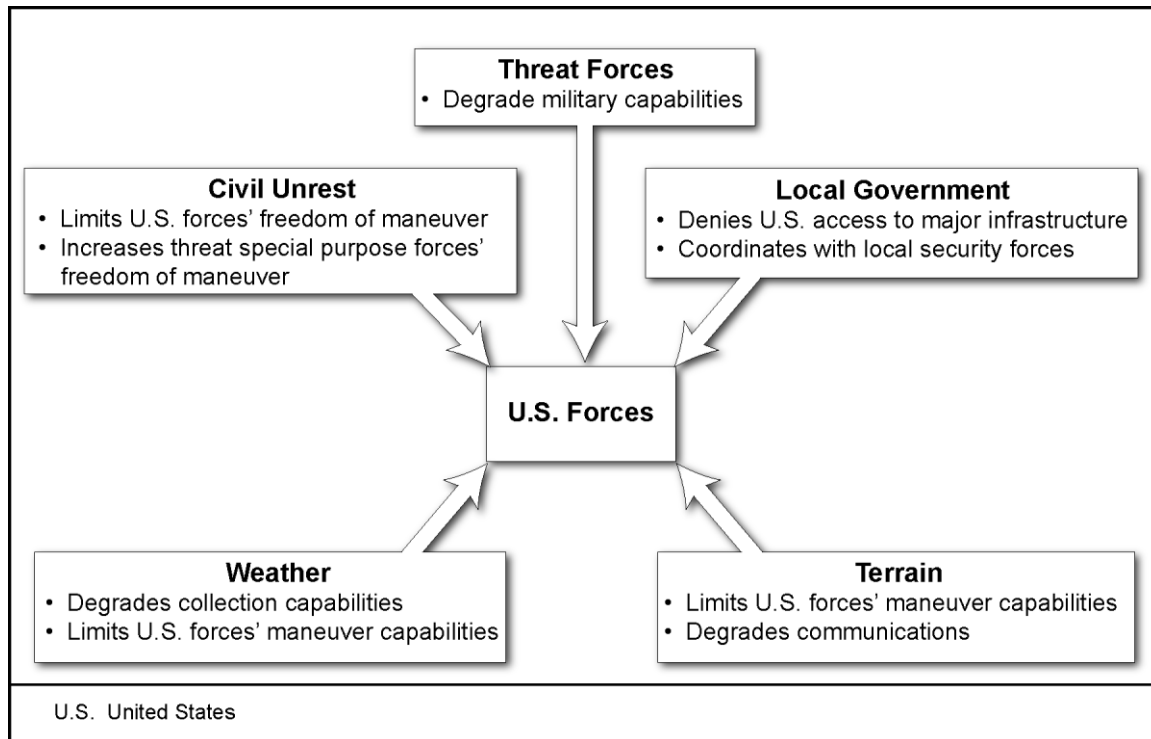 Threat Forces
• Degrade military capabilities
Civil Unrest
• Limits U.S. forces’ freedom of maneuver
• Increases threat special purpose forces’
freedom of maneuver
Local Government
• Denies U.S. access to major infrastructure
• Coordinates with local security forces
U.S. Forces
Weather
• Degrades collection capabilities
• Limits U.S. forces’ maneuver capabilities
Terrain
• Limits U.S. forces’ maneuver capabilities
• Degrades communications
U.S. United States